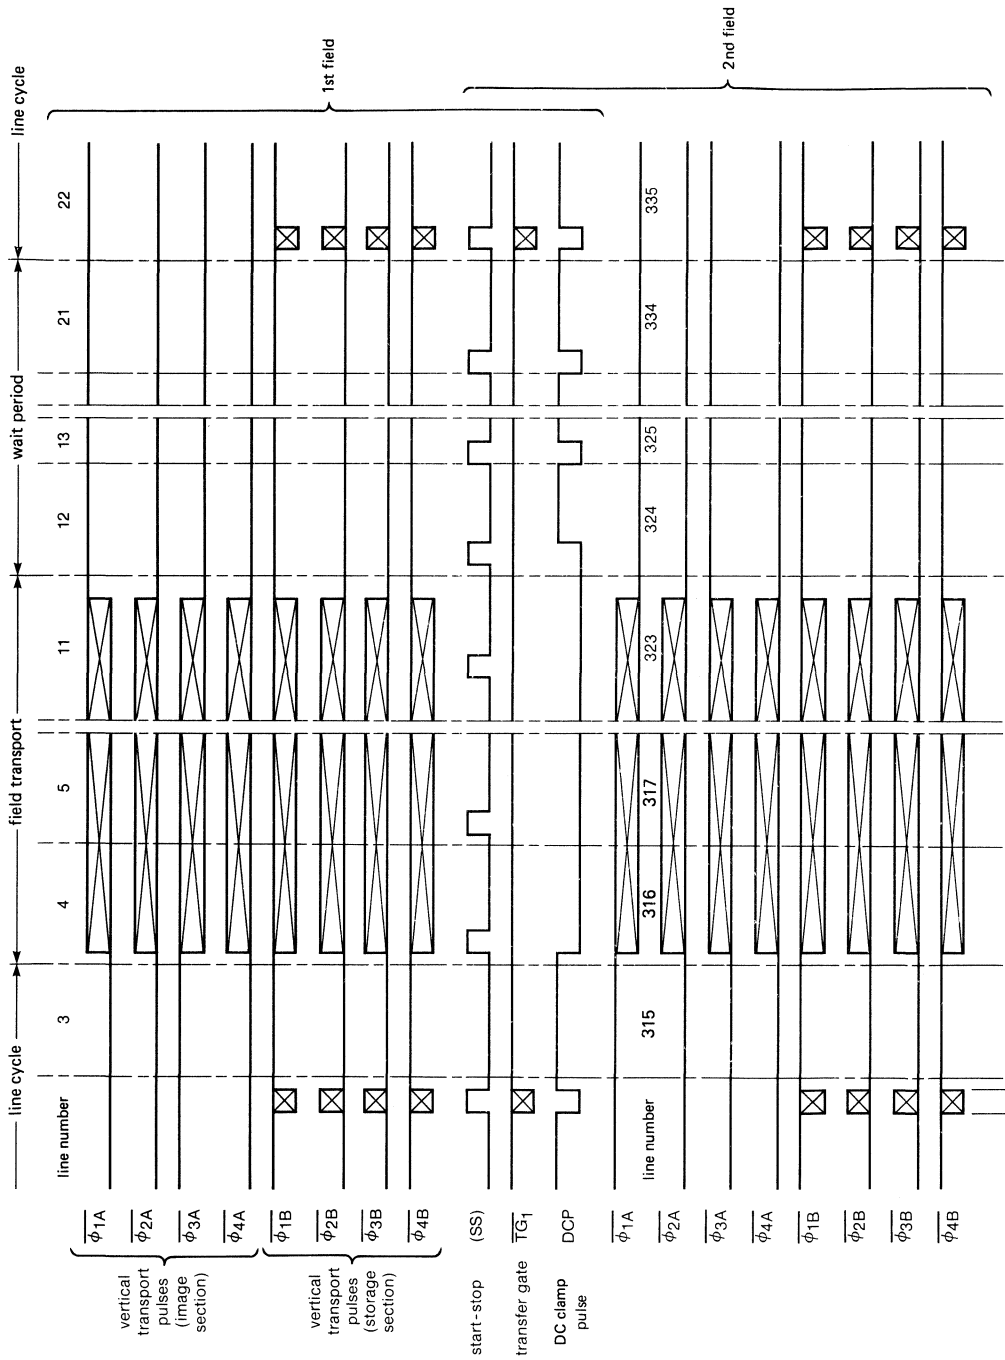 line cycle
field transport
wait period
line cycle
line number
3
4
5
11
12
13
21
22
1st field
vertical
transport
pulses
(image
section)
ϕ1A
ϕ2A
ϕ3A
ϕ4A
vertical
transport
pulses
(storage
section)
ϕ1B
ϕ2B
ϕ3B
ϕ4B
start-stop (SS)
transfer gate TG1
DC clamp
pulse
DCP
2nd field
line number
315
316
317
323
324
325
334
335
ϕ1A
ϕ2A
ϕ3A
ϕ4A
ϕ1B
ϕ2B
ϕ3B
ϕ4B